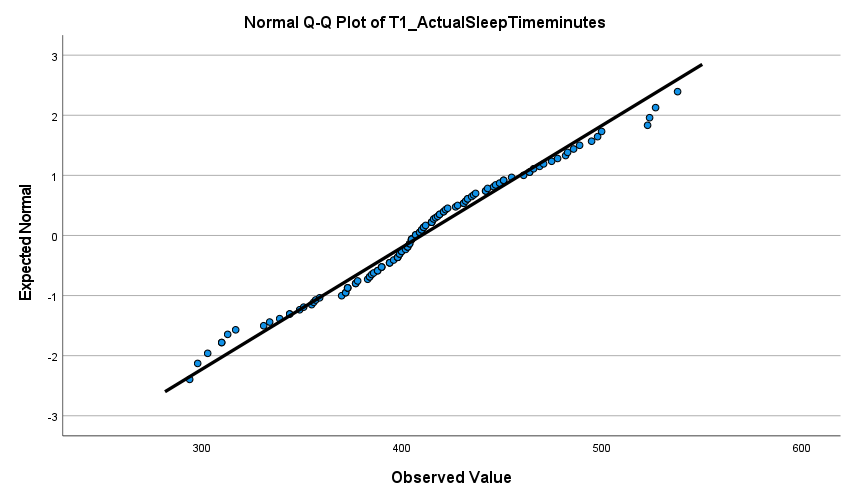 Normal Q-Q Plot of T1_ActualSleepTimeminutes
3
2
1
0
-1
-2
-3
Expected Normal
300 400 500 600
Observed Value